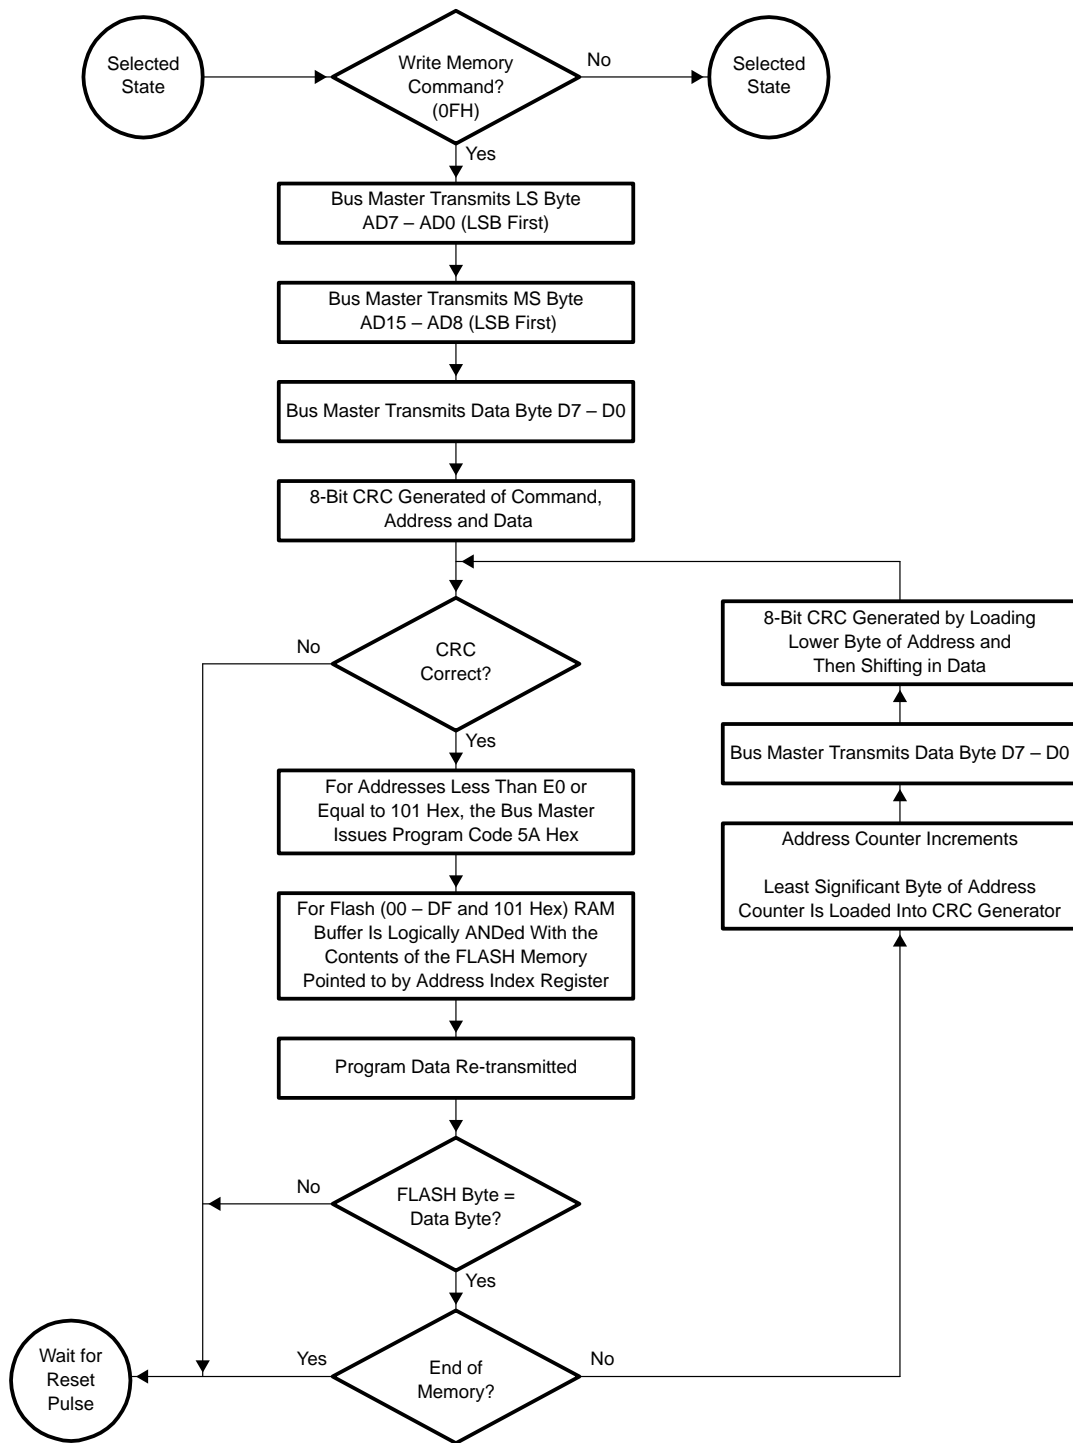 Selected
State
Write Memory
Command?
(0FH)
No
Selected
State
Yes
Bus Master Transmits LS Byte
AD7 – AD0 (LSB First)
Bus Master Transmits MS Byte
AD15 – AD8 (LSB First)
Bus Master Transmits Data Byte D7 – D0
8-Bit CRC Generated of Command,
Address and Data
CRC
Correct?
No
Yes
For Addresses Less Than E0 or
Equal to 101 Hex, the Bus Master
Issues Program Code 5A Hex
For Flash (00 – DF and 101 Hex) RAM
Buffer Is Logically ANDed With the
Contents of the FLASH Memory
Pointed to by Address Index Register
Program Data Re-transmitted
FLASH Byte =
Data Byte?
No
Yes
End of
Memory?
Yes
No
Wait for
Reset
Pulse
Address Counter Increments
Least Significant Byte of Address
Counter Is Loaded Into CRC Generator
Bus Master Transmits Data Byte D7 – D0
8-Bit CRC Generated by Loading
Lower Byte of Address and
Then Shifting in Data